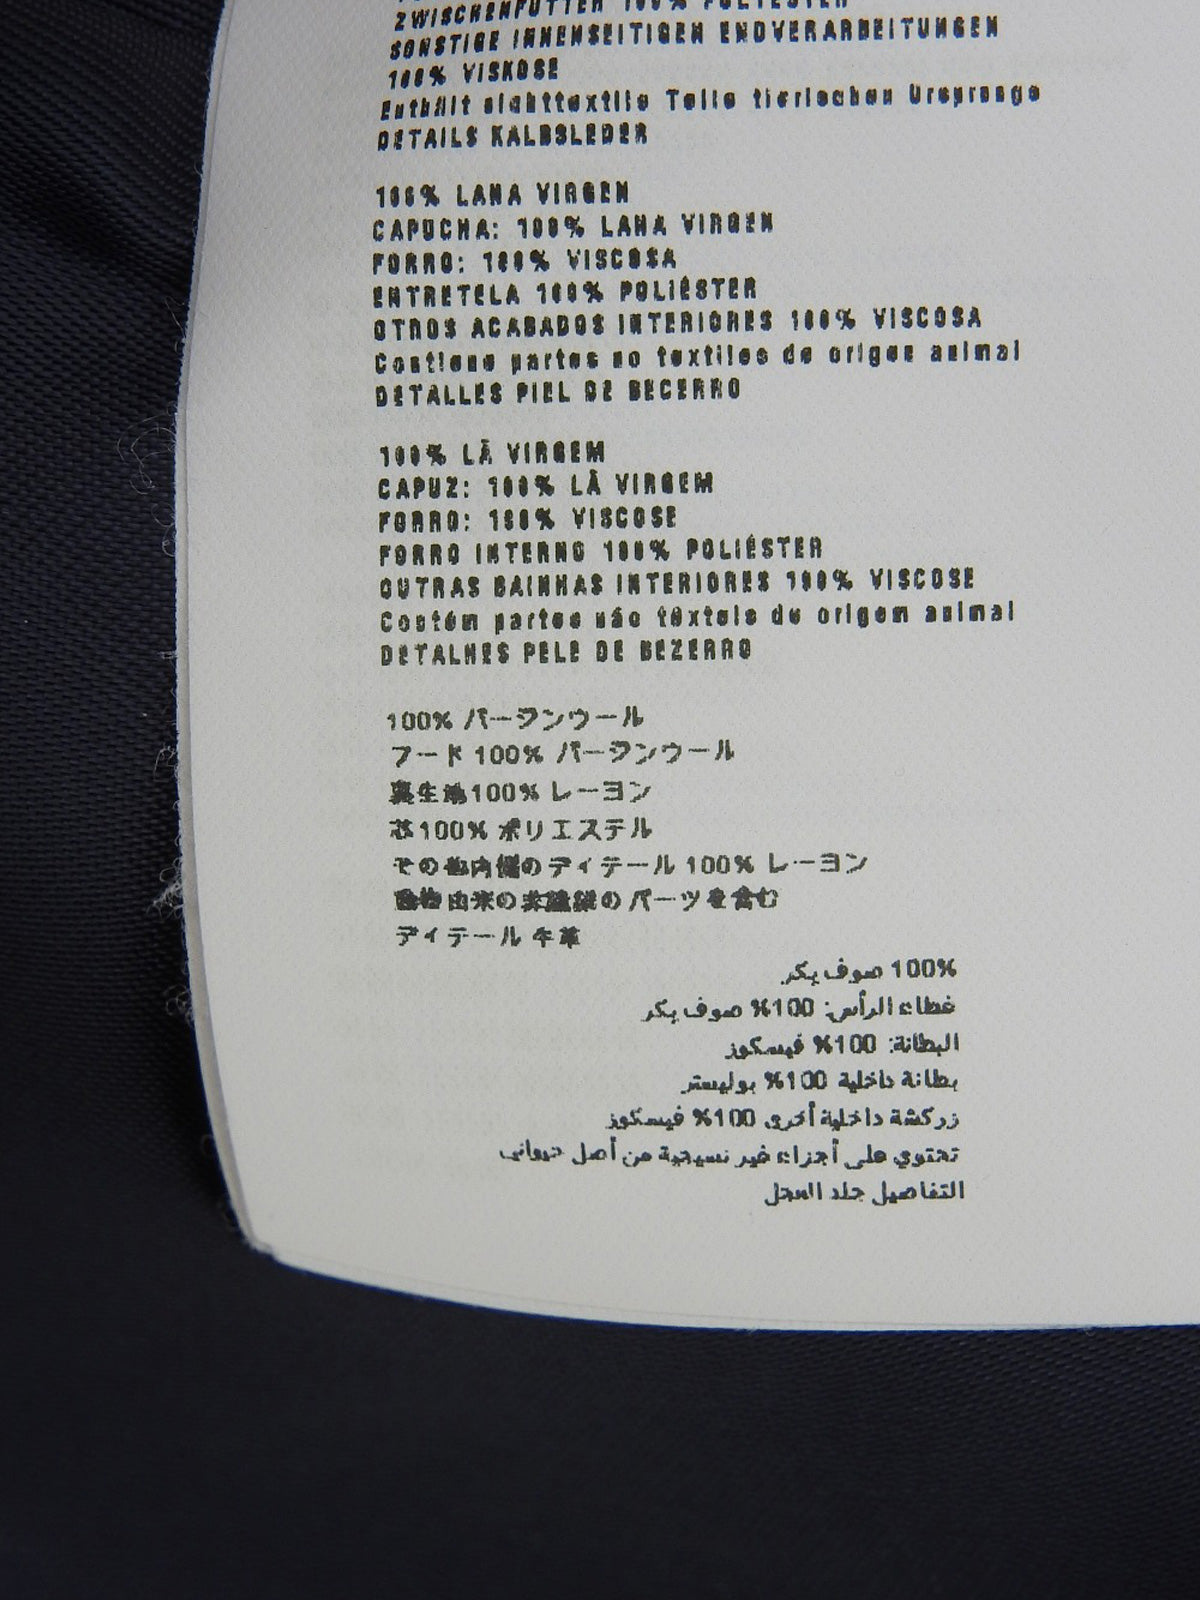 ZWISCHENFUTTER 100% POLYESTER
SONSTIGE INNENSEITIGEN ENDVERARBEITUNGEN
100% VISKOSE
Enthält nichttextile Teile tierischen Ursprungs
DETAILS KALBSLEDER
100% LANA VIRGEN
CAPUCHA: 100% LANA VIRGEN
FORRO: 100% VISCOSA
ENTRETELA 100% POLIÉSTER
OTROS ACABADOS INTERIORES 100% VISCOSA
Contiene partes no textiles de origen animal
DETALLES PIEL DE BECERRO
100% LÃ VIRGEM
CAPUZ: 100% LÃ VIRGEM
FORRO: 100% VISCOSE
FORRO INTERNO 100% POLIÉSTER
OUTRAS BAINHAS INTERIORES 100% VISCOSE
Contém partes não têxteis de origem animal
DETALHES PELE DE BEZERRO
100% バージンウール
フード 100% バージンウール
裏生地100% レーヨン
芯100% ポリエステル
その他内側のディテール 100% レーヨン
動物由来の非繊維のパーツを含む
ディテール 牛革
100% صوف بكر
غطاء الرأس: 100% صوف بكر
البطانة: 100% فيسكوز
بطانة داخلية 100% بوليستر
زركشة داخلية أخرى 100% فيسكوز
تحتوي على أجزاء غير نسيجية من أصل حيواني
التفاصيل جلد العجل